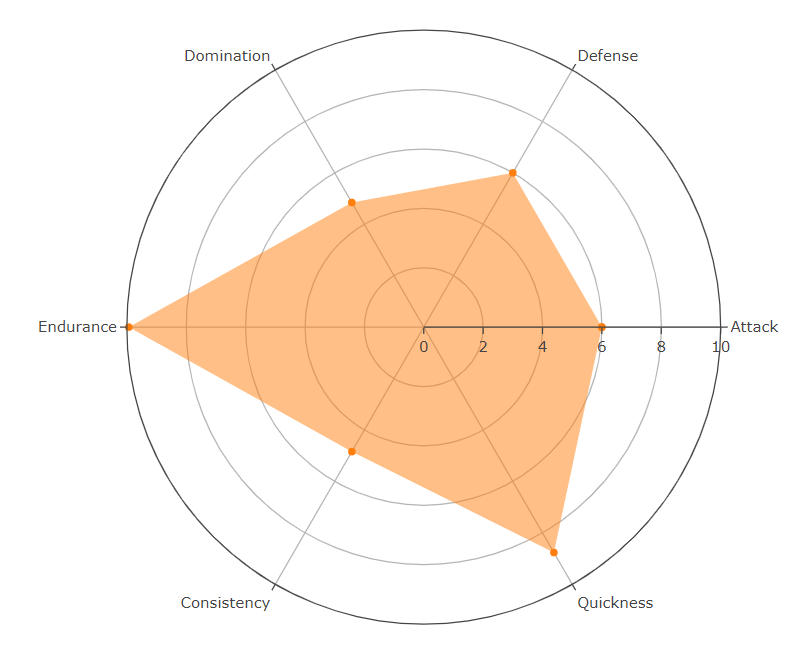 Domination
Defense
Endurance
Attack
0 2 4 6 8 10
Consistency
Quickness